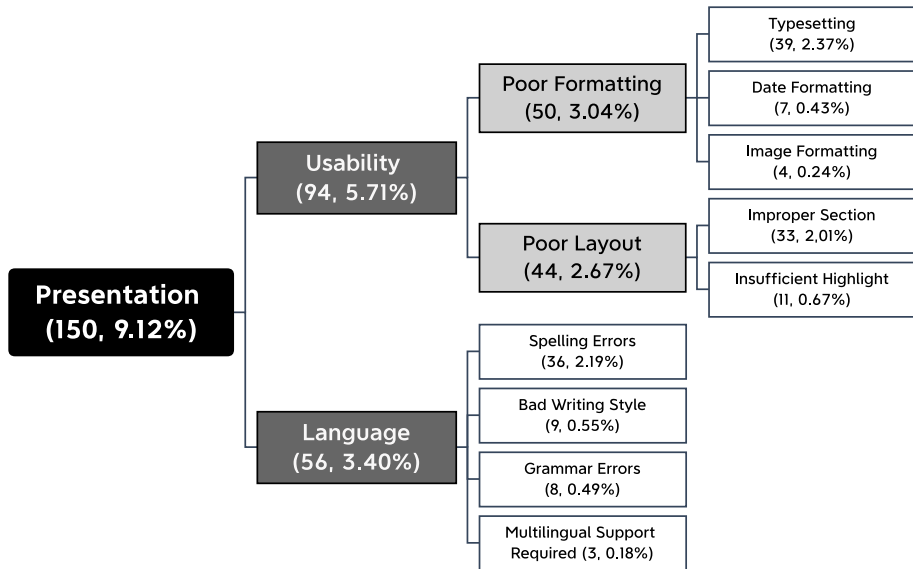 Presentation
(150, 9.12%)
Usability
(94, 5.71%)
Poor Formatting
(50, 3.04%)
Typesetting
(39, 2.37%)
Date Formatting
(7, 0.43%)
Image Formatting
(4, 0.24%)
Poor Layout
(44, 2.67%)
Improper Section
(33, 2,01%)
Insufficient Highlight
(11, 0.67%)
Language
(56, 3.40%)
Spelling Errors
(36, 2.19%)
Bad Writing Style
(9, 0.55%)
Grammar Errors
(8, 0.49%)
Multilingual Support
Required (3, 0.18%)